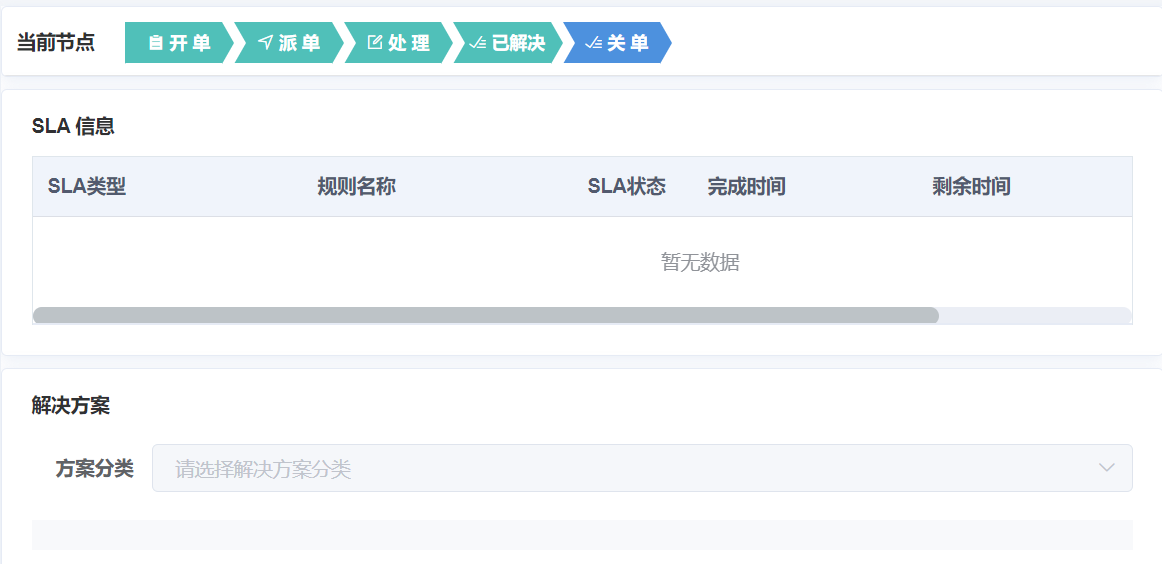 当前节点 开 单 派 单 处 理 已解决 关 单
SLA 信息
SLA类型 规则名称 SLA状态 完成时间 剩余时间
暂无数据
解决方案
方案分类 请选择解决方案分类